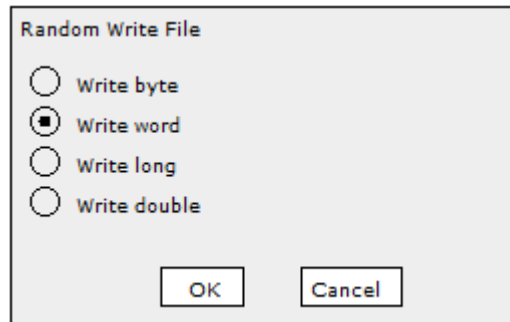 Random Write File
Write byte
Write word
Write long
Write double
OK Cancel